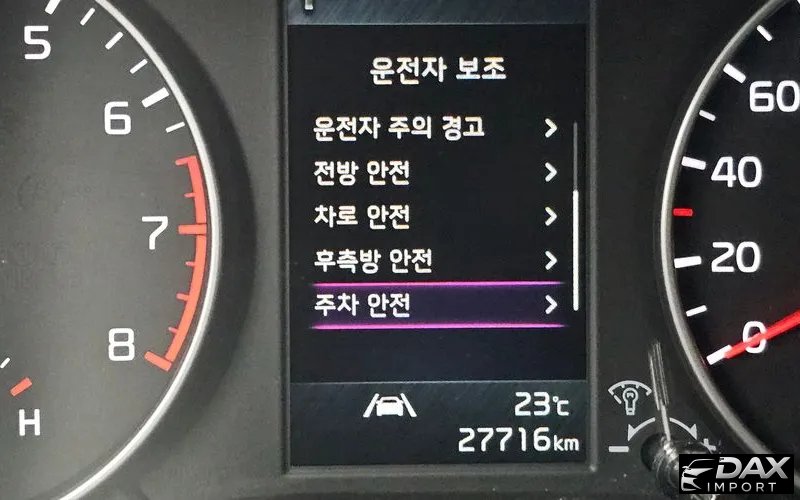 운전자 보조
운전자 주의 경고
전방 안전
차로 안전
후측방 안전
주차 안전
23℃
27716km
5
6
7
8
H
60
40
20
0
DAX
IMPORT